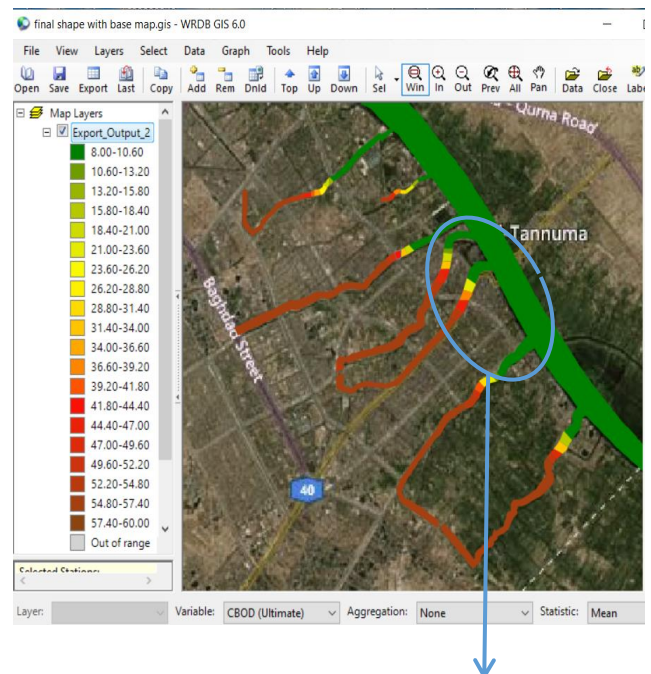 final shape with base map.gis - WRDB GIS 6.0
File View Layers Select Data Graph Tools Help
Open Save Export Last Copy Add Rem Dnld Top Up Down Sel Win In Out Prev All Pan Data Close
Map Layers
Export_Output_2
8.00-10.60
10.60-13.20
13.20-15.80
15.80-18.40
18.40-21.00
21.00-23.60
23.60-26.20
26.20-28.80
28.80-31.40
31.40-34.00
34.00-36.60
36.60-39.20
39.20-41.80
41.80-44.40
44.40-47.00
47.00-49.60
49.60-52.20
52.20-54.80
54.80-57.40
57.40-60.00
Out of range
Qurna Road
Tannuma
Baghdad Street
40
Selected Stations:
Layer: Variable: CBOD (Ultimate) Aggregation: None Statistic: Mean